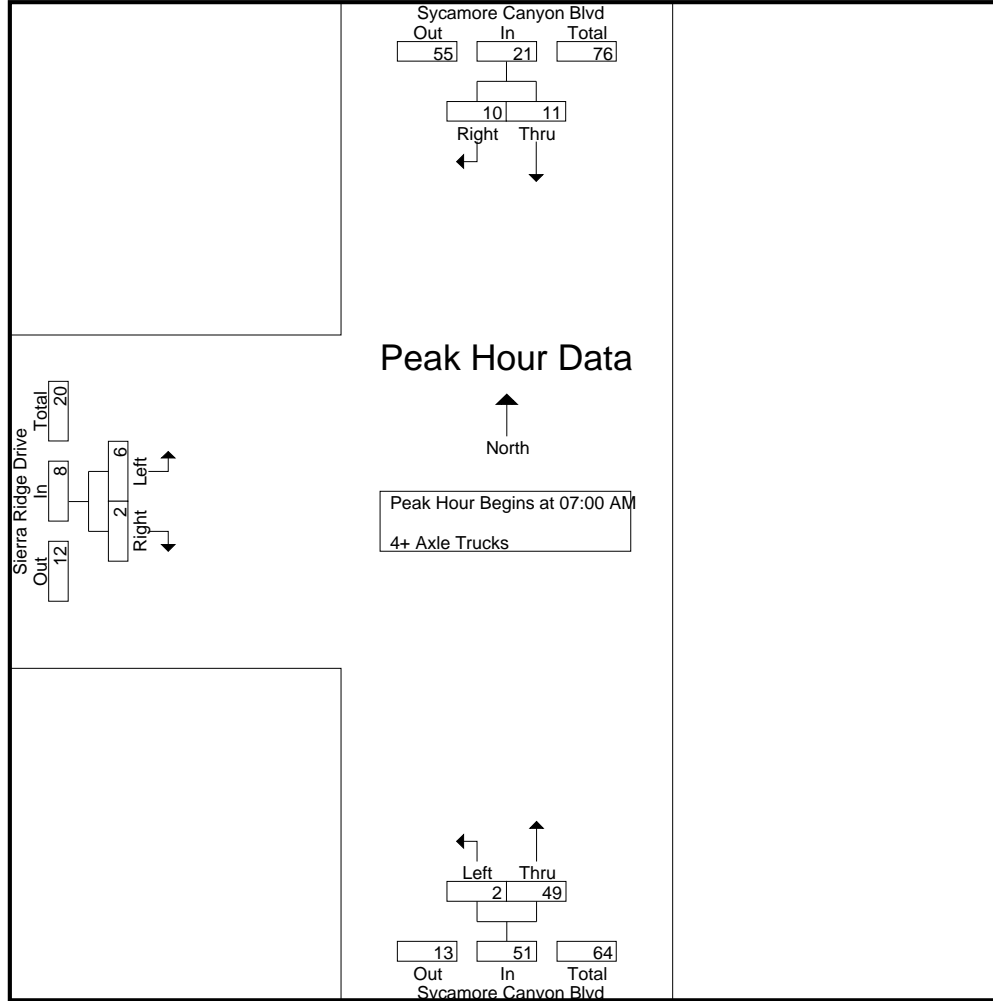 Sycamore Canyon Blvd
Out In Total
55 21 76
10 11
Right Thru
Peak Hour Data
North
Peak Hour Begins at 07:00 AM
4+ Axle Trucks
Sierra Ridge Drive
Out In Total
12 8 20
Right Left
2 6
Left Thru
2 49
13 51 64
Out In Total
Sycamore Canyon Blvd